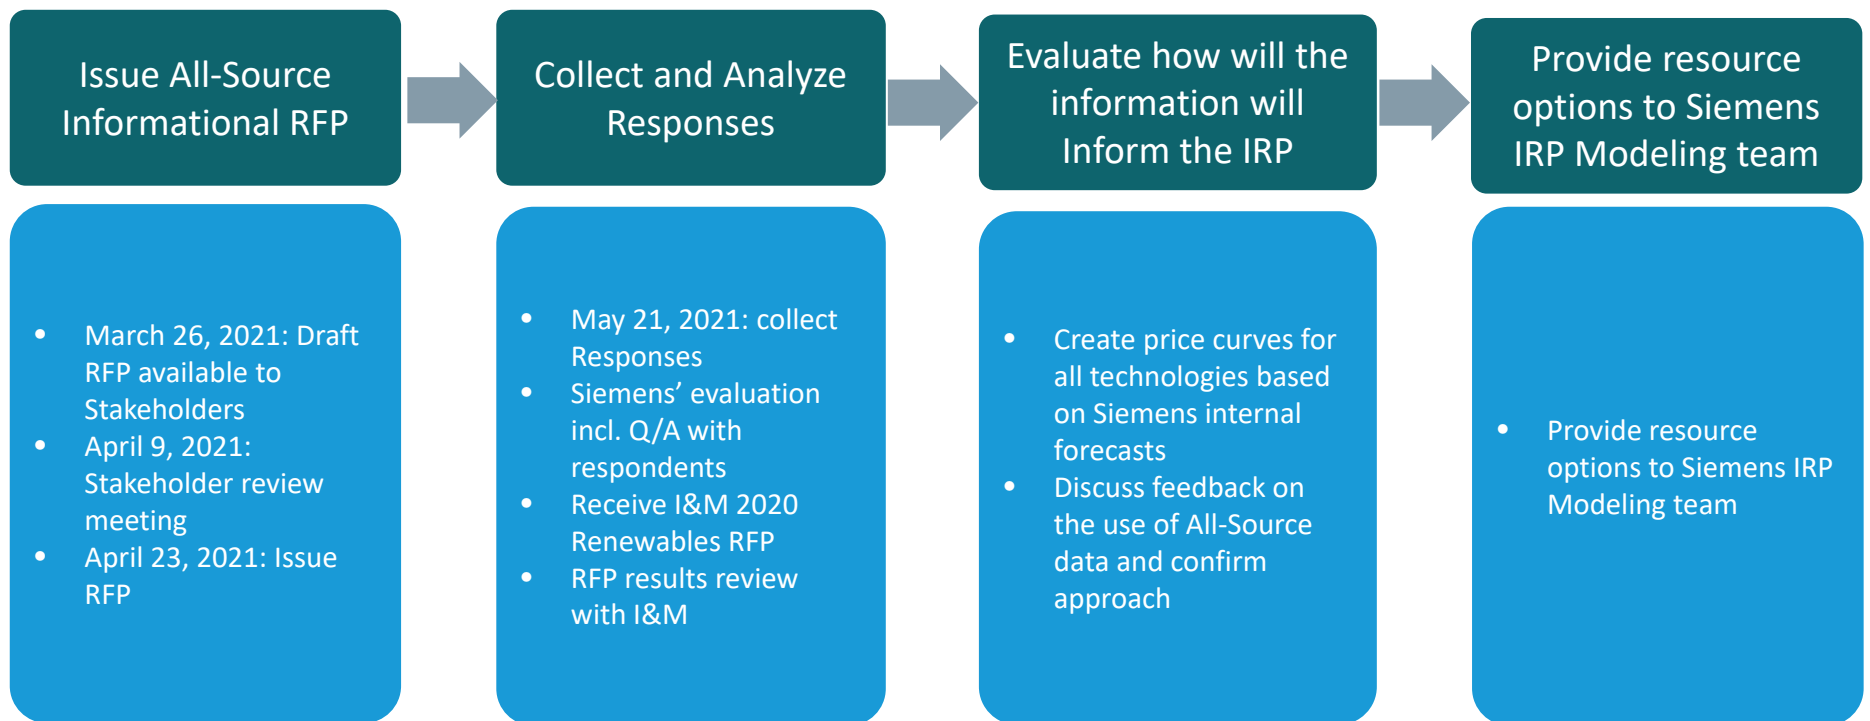 Issue All-Source
Informational RFP
Collect and Analyze
Responses
Evaluate how will the
information will
Inform the IRP
Provide resource
options to Siemens
IRP Modeling team
• March 26, 2021: Draft
RFP available to
Stakeholders
• April 9, 2021:
Stakeholder review
meeting
• April 23, 2021: Issue
RFP
• May 21, 2021: collect
Responses
• Siemens’ evaluation
incl. Q/A with
respondents
• Receive I&M 2020
Renewables RFP
• RFP results review
with I&M
• Create price curves for
all technologies based
on Siemens internal
forecasts
• Discuss feedback on
the use of All-Source
data and confirm
approach
• Provide resource
options to Siemens IRP
Modeling team